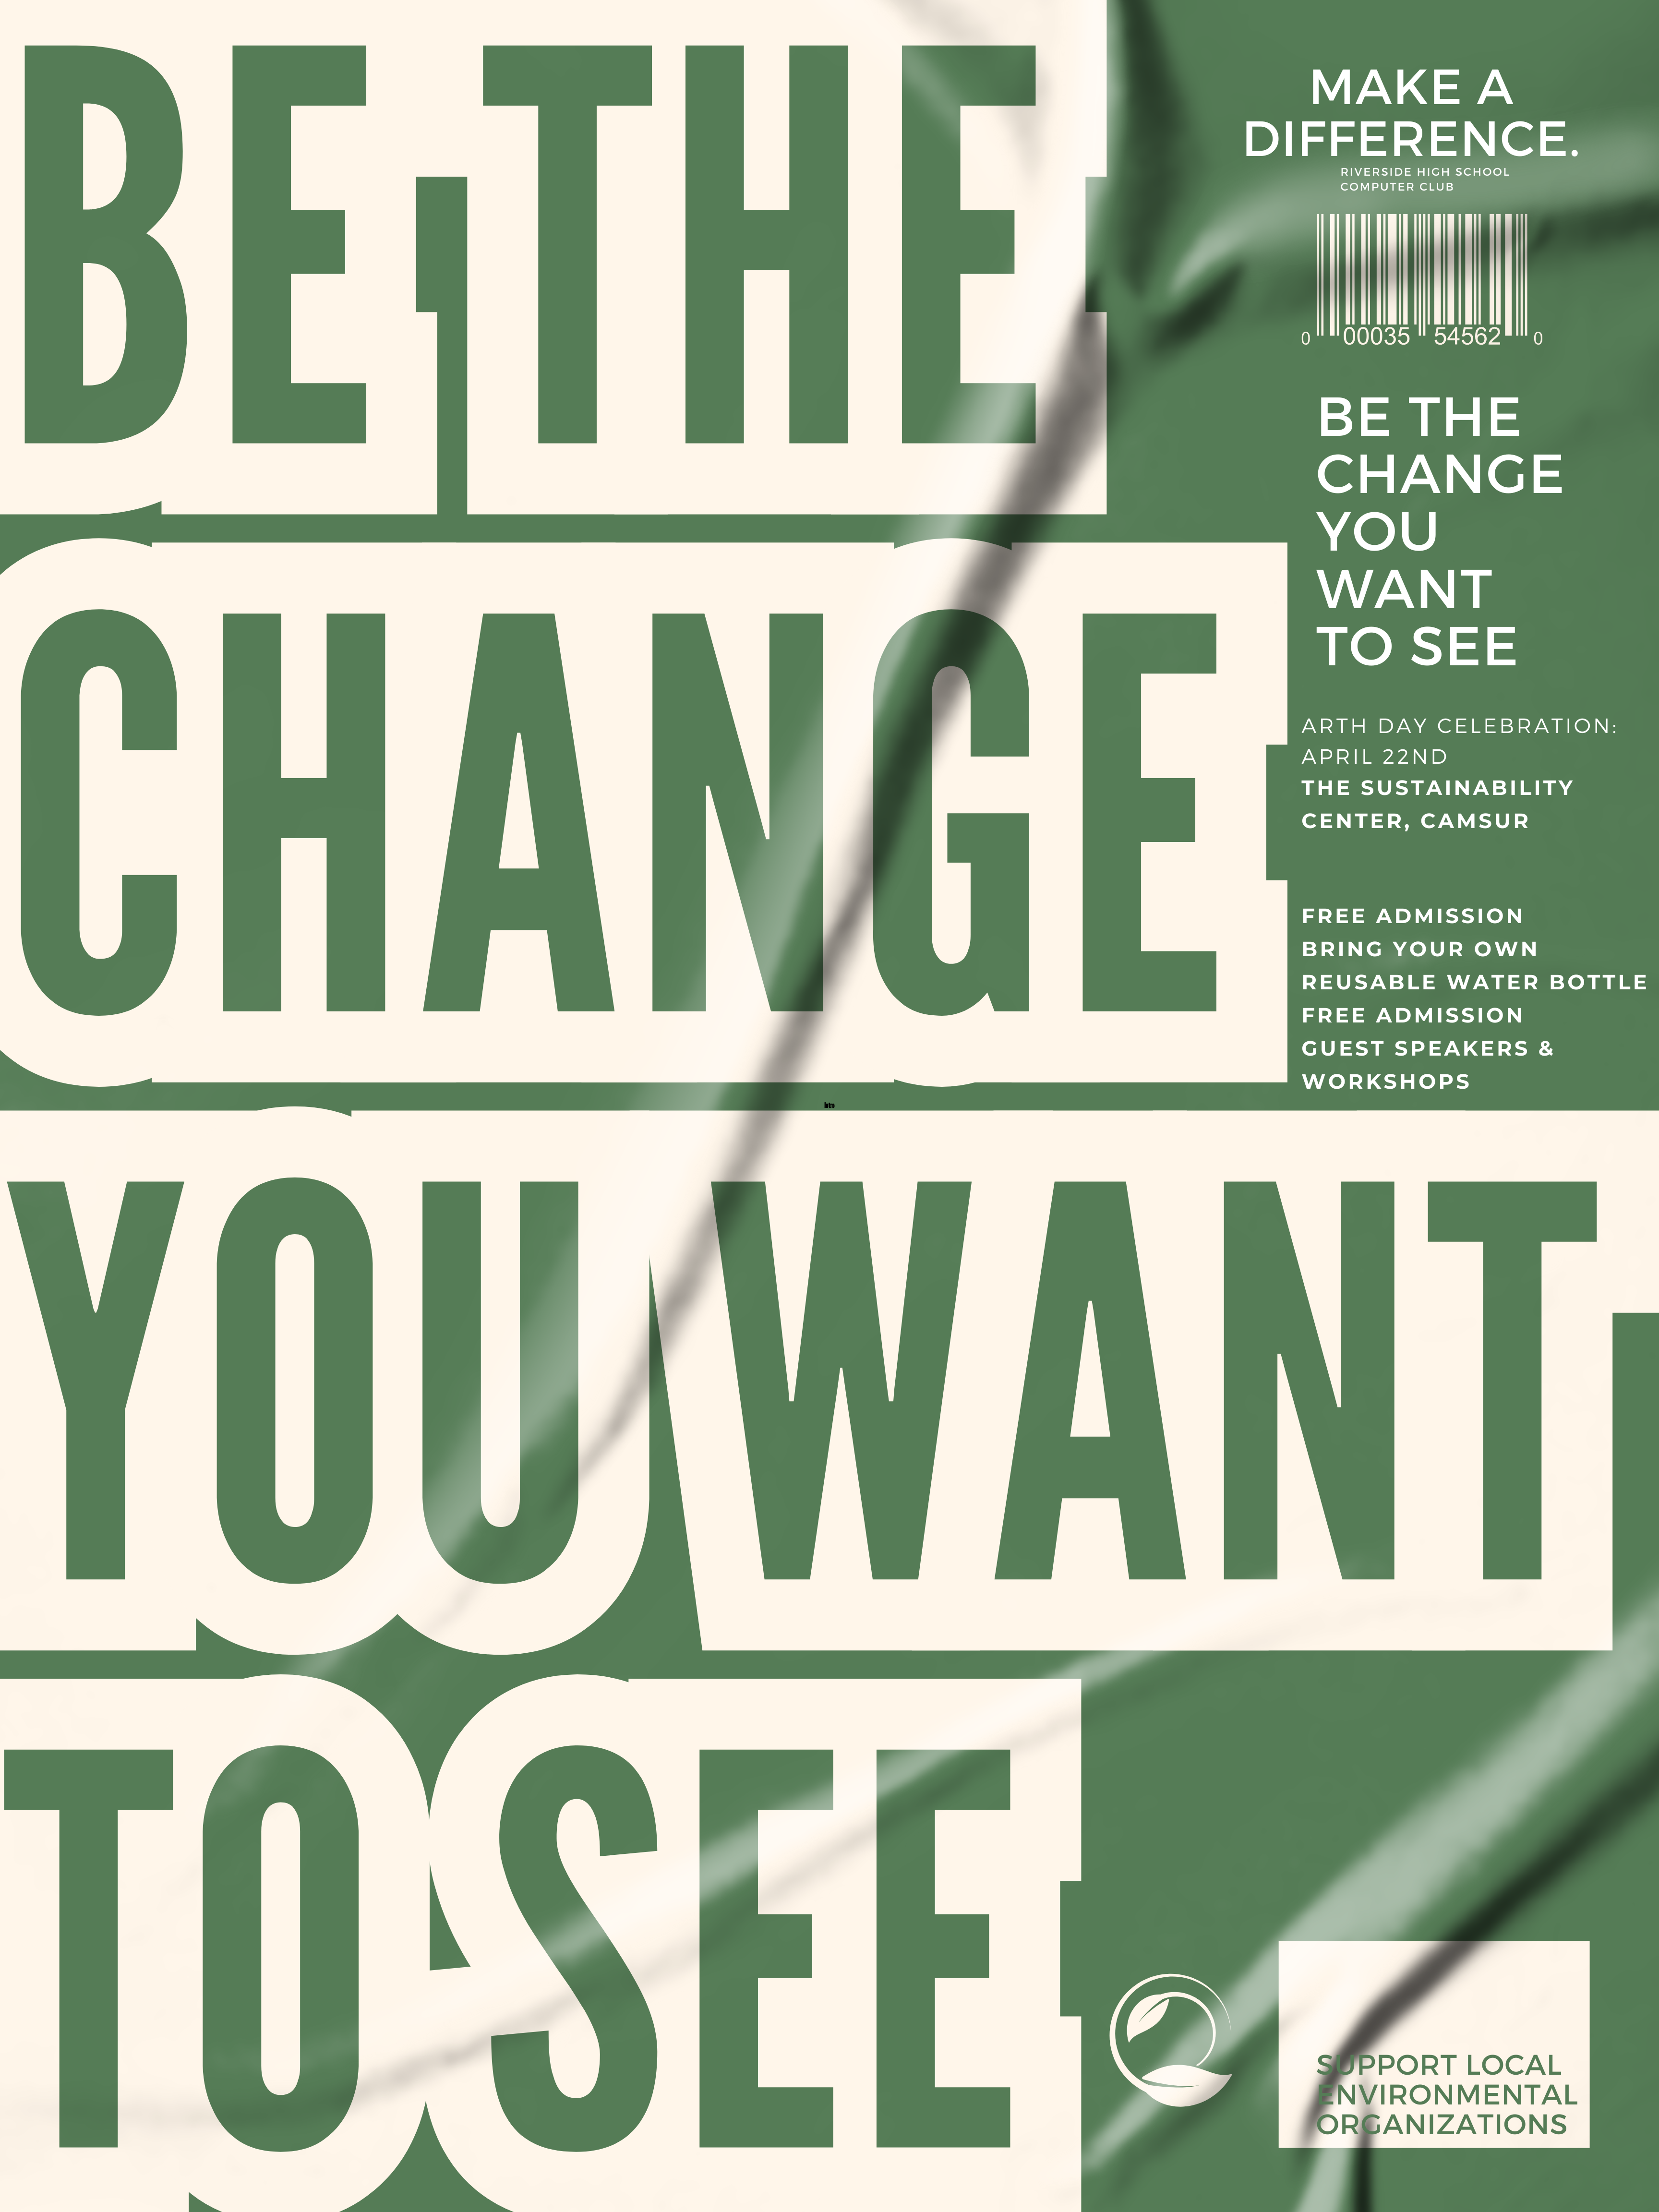 BE THE
CHANGE
YOU WANT
TO SEE
MAKE A
DIFFERENCE.
RIVERSIDE HIGH SCHOOL
COMPUTER CLUB
0 00035 54562 0
BE THE
CHANGE
YOU
WANT
TO SEE
ARTH DAY CELEBRATION:
APRIL 22ND
THE SUSTAINABILITY
CENTER, CAMSUR
FREE ADMISSION
BRING YOUR OWN
REUSABLE WATER BOTTLE
FREE ADMISSION
GUEST SPEAKERS &
WORKSHOPS
SUPPORT LOCAL
ENVIRONMENTAL
ORGANIZATIONS